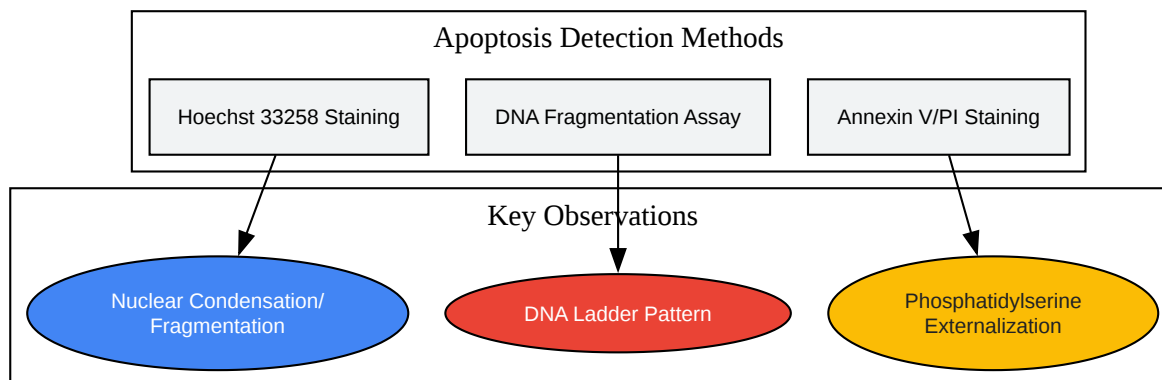 Apoptosis Detection Methods
Hoechst 33258 Staining
DNA Fragmentation Assay
Annexin V/PI Staining
Key Observations
Nuclear Condensation/
Fragmentation
DNA Ladder Pattern
Phosphatidylserine
Externalization